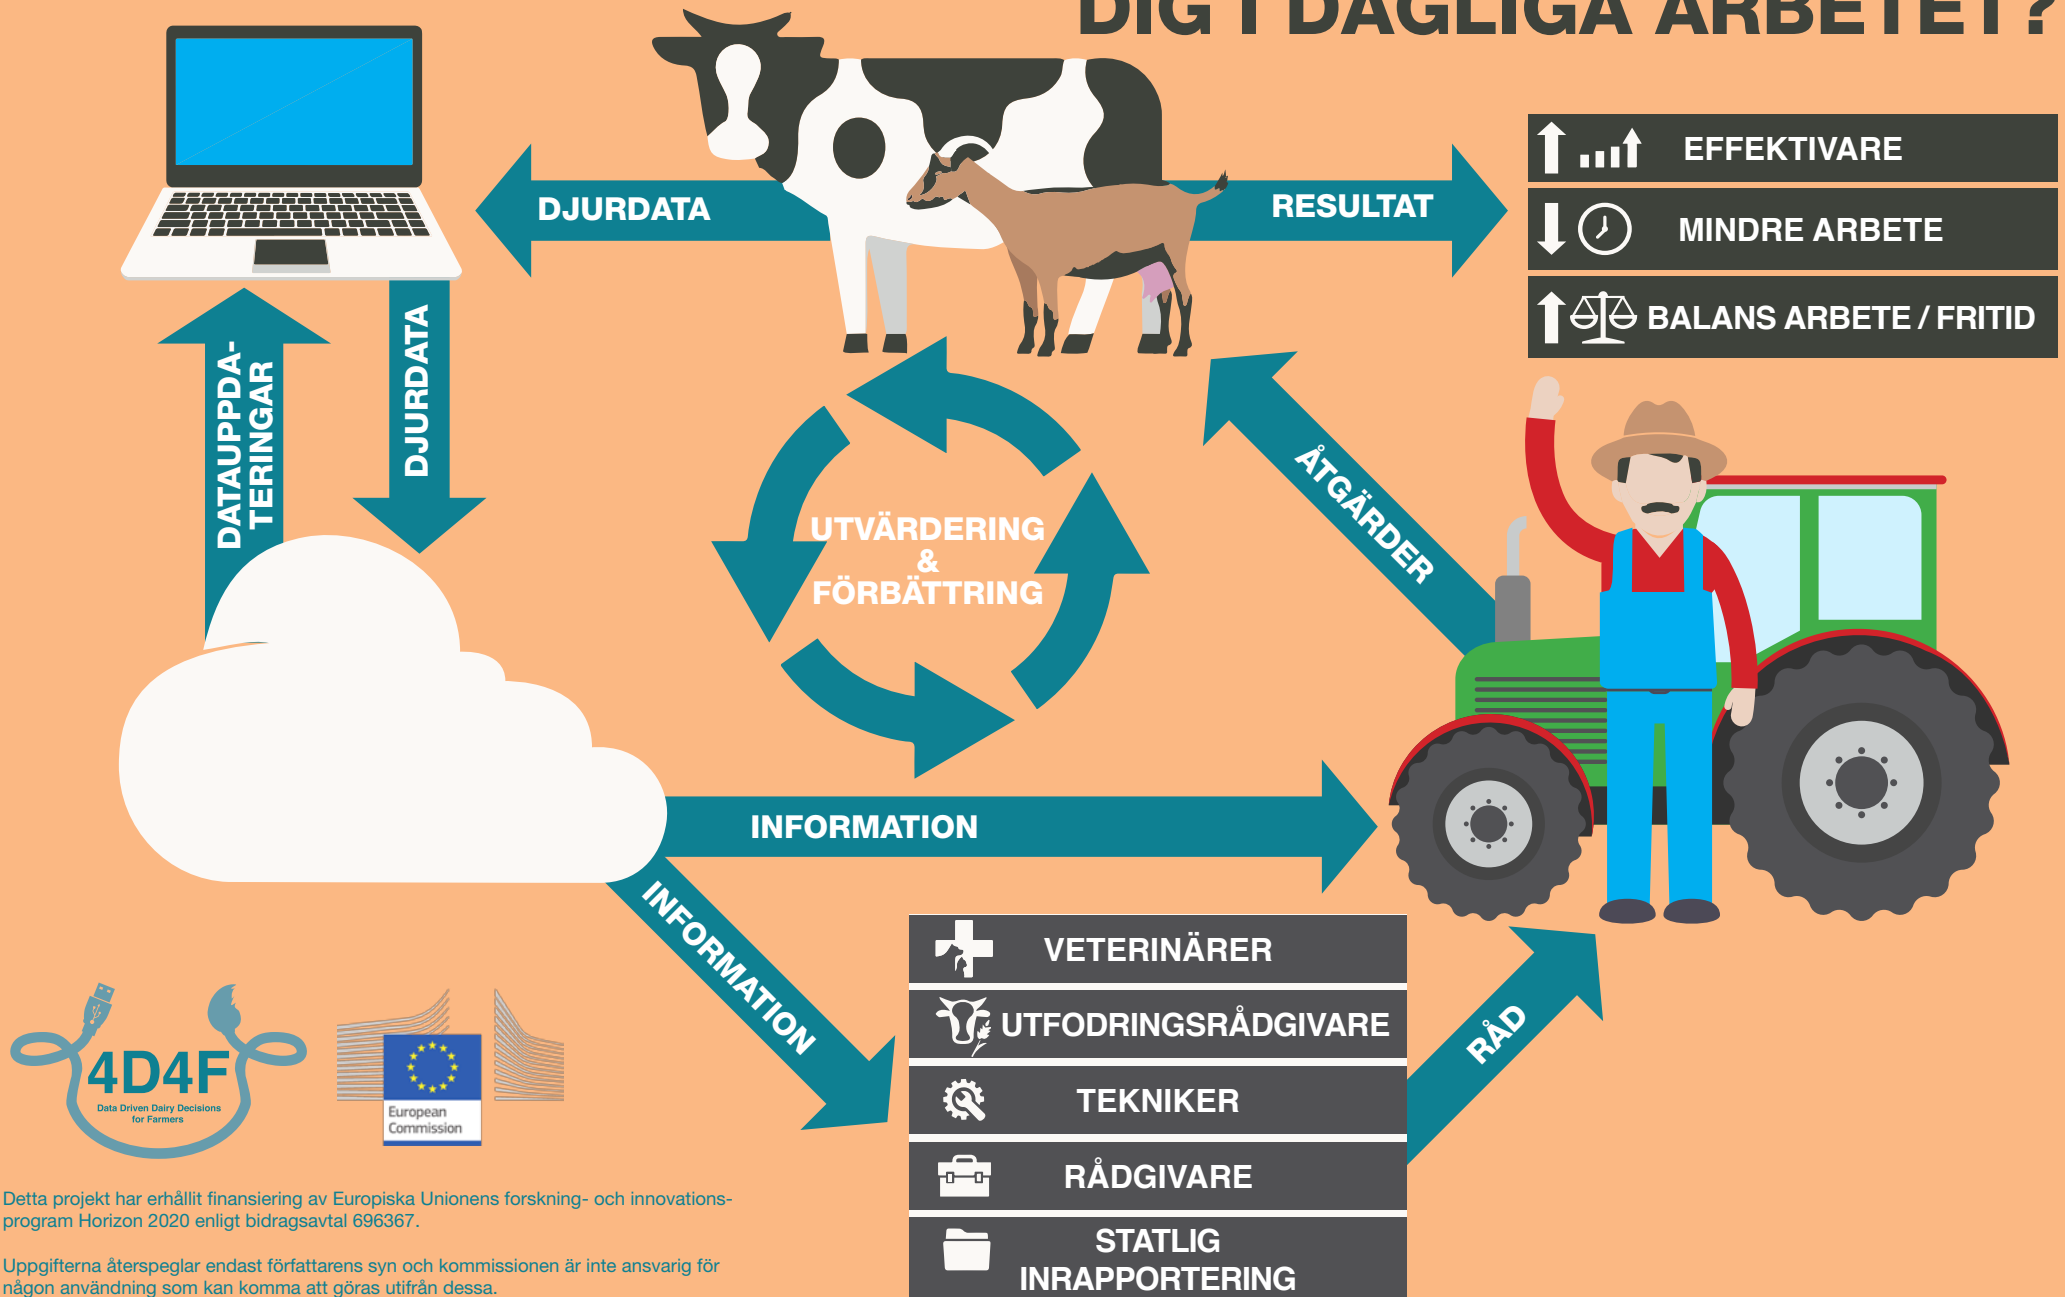 DIG I DAGLIGA ARBETET?
EFFEKTIVARE
MINDRE ARBETE
BALANS ARBETE / FRITID
DJURDATA
RESULTAT
DATAUPPDA-
TERINGAR
DJURDATA
ÅTGÄRDER
UTVÄRDERING
&
FÖRBÄTTRING
INFORMATION
INFORMATION
VETERINÄRER
UTFODRINGSRÅDGIVARE
TEKNIKER
RÅDGIVARE
STATLIG
INRAPPORTERING
RÅD
4D4F
Data Driven Dairy Decisions
for Farmers
European
Commission
Detta projekt har erhållit finansiering av Europiska Unionens forskning- och innovations-
program Horizon 2020 enligt bidragsavtal 696367.
Uppgifterna återspeglar endast författarens syn och kommissionen är inte ansvarig för
någon användning som kan komma att göras utifrån dessa.